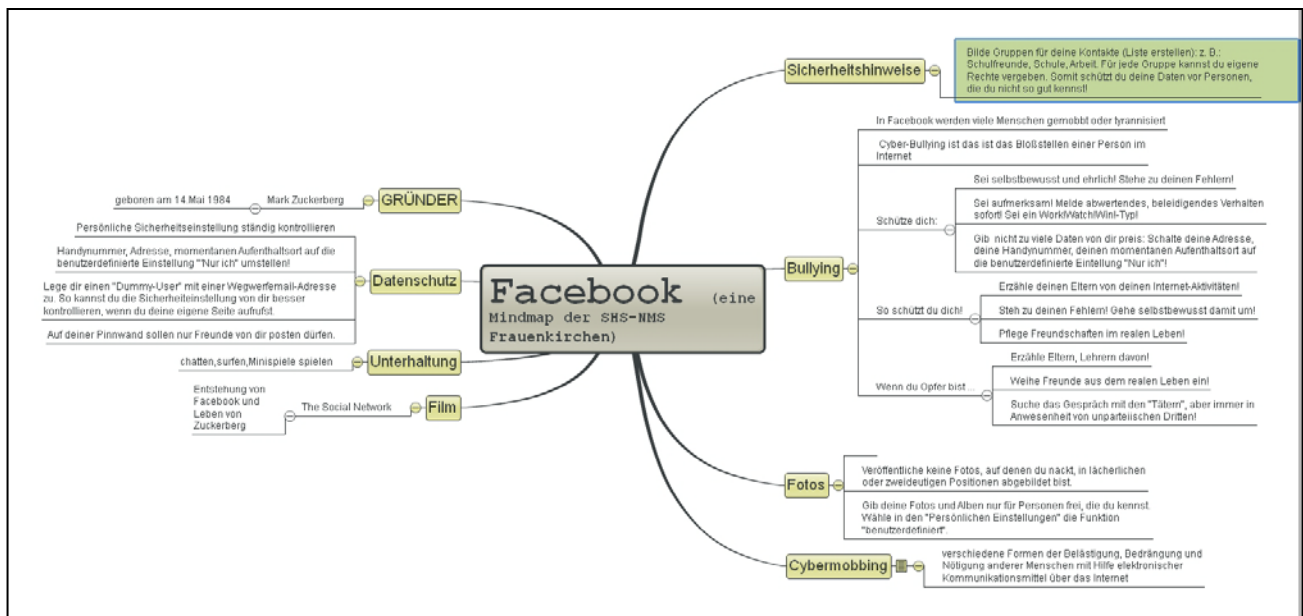 Facebook (eine
Mindmap der SHS-NMS
Frauenkirchen)
Sicherheitshinweise
Bilde Gruppen für deine Kontakte (Liste erstellen): z. B.:
Schulfreunde, Schule, Arbeit. Für jede Gruppe kannst du eigene
Rechte vergeben. Somit schützt du deine Daten vor Personen,
die du nicht so gut kennst!
Bullying
In Facebook werden viele Menschen gemobbt oder tyrannisiert
Cyber-Bullying ist das ist das Bloßstellen einer Person im
Internet
Schütze dich:
Sei selbstbewusst und ehrlich! Stehe zu deinen Fehlern!
Sei aufmerksam! Melde abwertendes, beleidigendes Verhalten
sofort! Sei ein Typ!
Gib nicht zu viele Daten von dir preis: Schalte deine Adresse,
deine Handynummer, deinen momentanen Aufenthaltsort auf
die benutzerdefinierte Eintellung "Nur ich"!
So schützt du dich!
Erzähle deinen Eltern von deinen Internet-Aktivitäten!
Steh zu deinen Fehlern! Gehe selbstbewusst damit um!
Pflege Freundschaften im realen Leben!
Wenn du Opfer bist ...
Erzähle Eltern, Lehrern davon!
Weihe Freunde aus dem realen Leben ein!
Suche das Gespräch mit den "Tätern", aber immer in
Anwesenheit von unparteiischen Dritten!
Fotos
Veröffentliche keine Fotos, auf denen du nackt, in lächerlichen
oder zweideutigen Positionen abgebildet bist.
Gib deine Fotos und Alben nur für Personen frei, die du kennst.
Wähle in den "Persönlichen Einstellungen" die Funktion
"benutzerdefiniert".
Cybermobbing
verschiedene Formen der Belästigung, Bedrängung und
Nötigung anderer Menschen mit Hilfe elektronischer
Kommunikationsmittel über das Internet
GRÜNDER
Mark Zuckerberg
geboren am 14 Mai 1984
Datenschutz
Persönliche Sicherheitseinstellung ständig kontrollieren
Handynummer, Adresse, momentanen Aufenthaltsort auf die
benutzerdefinierte Einstellung "Nur ich" umstellen!
Lege dir einen "Dummy-User" mit einer Wegwerfemail-Adresse
zu. So kannst du die Sicherheiteinstellung von dir besser
kontrollieren, wenn du deine eigene Seite aufrufst.
Auf deiner Pinnwand sollen nur Freunde von dir posten dürfen.
Unterhaltung
chatten,surfen,Minispiele spielen
Film
The Social Network
Entstehung von
Facebook und
Leben von
Zuckerberg